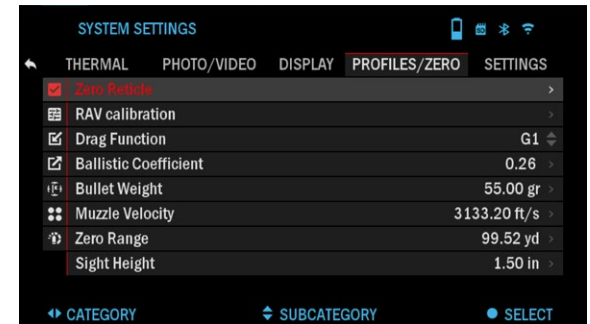 SYSTEM SETTINGS
THERMAL PHOTO/VIDEO DISPLAY PROFILES/ZERO SETTINGS
Zero Reticle
RAV calibration
Drag Function G1
Ballistic Coefficient 0.26
Bullet Weight 55.00 gr
Muzzle Velocity 3133.20 ft/s
Zero Range 99.52 yd
Sight Height 1.50 in
CATEGORY SUBCATEGORY SELECT